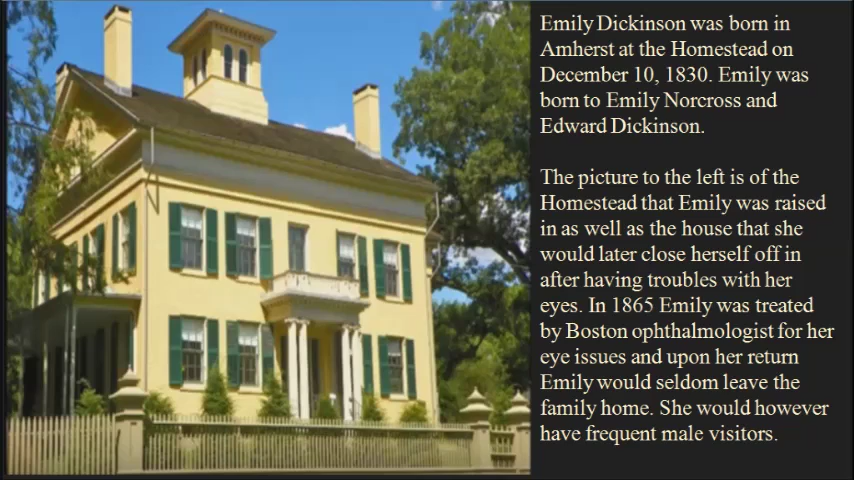 Emily Dickinson was born in
Amherst at the Homestead on
December 10, 1830. Emily was
born to Emily Norcross and
Edward Dickinson.
The picture to the left is of the
Homestead that Emily was raised
in as well as the house that she
would later close herself off in
after having troubles with her
eyes. In 1865 Emily was treated
by Boston ophthalmologist for her
eye issues and upon her return
Emily would seldom leave the
family home. She would however
have frequent male visitors.